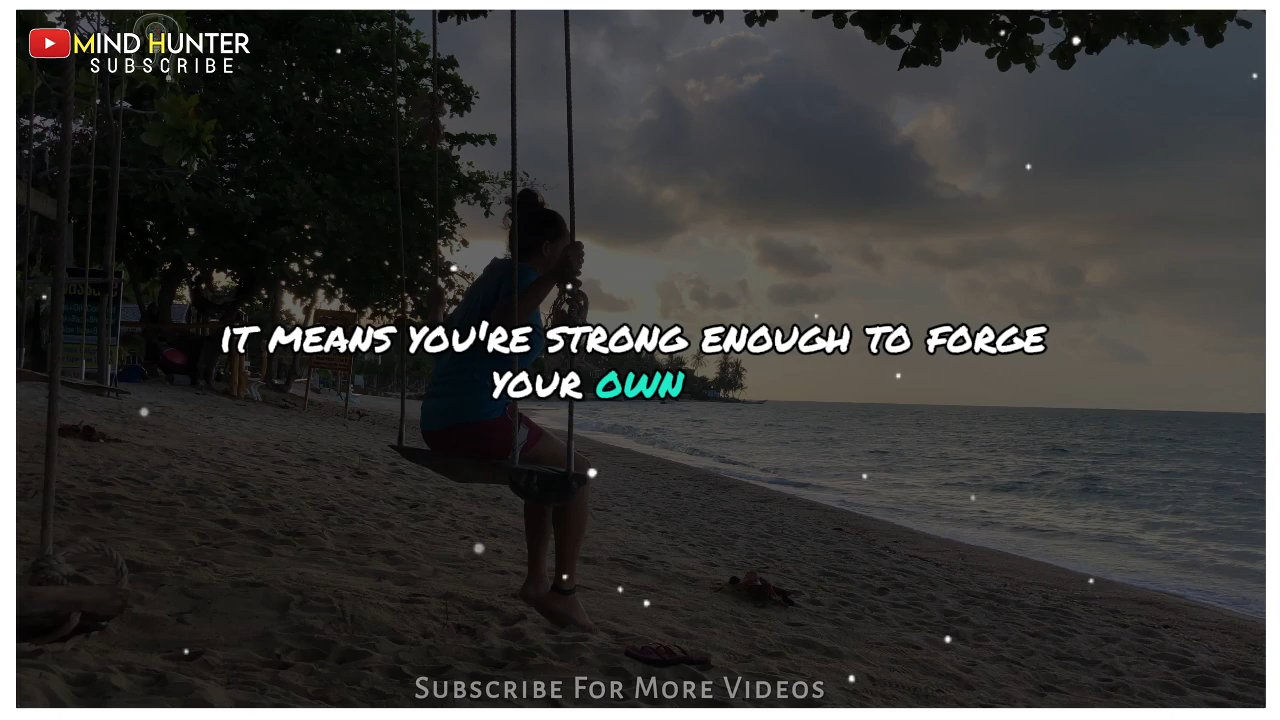 MIND HUNTER
SUBSCRIBE
IT MEANS YOU'RE STRONG ENOUGH TO FORGE
YOUR OWN
SUBSCRIBE FOR MORE VIDEOS